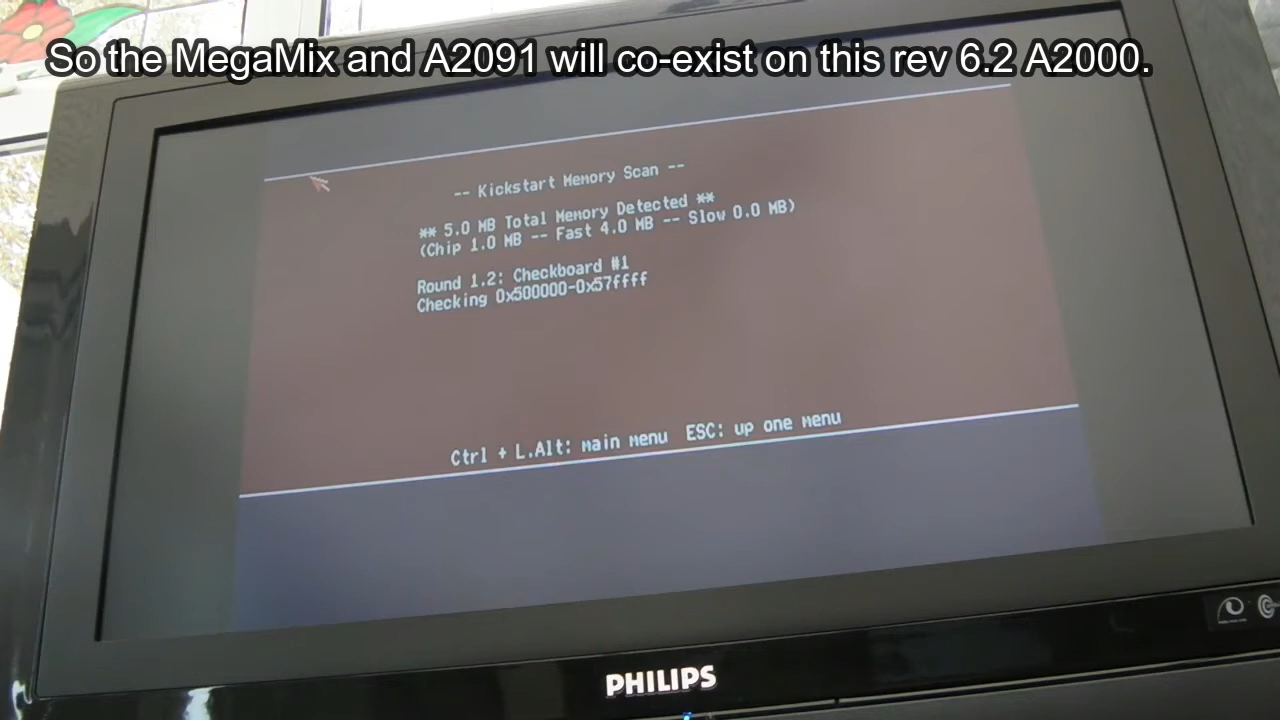 So the MegaMix and A2091 will co-exist on this rev 6.2 A2000.
-- Kickstart Memory Scan --
** 5.0 MB Total Memory Detected **
(Chip 1.0 MB -- Fast 4.0 MB -- Slow 0.0 MB)
Round 1.2: Checkboard #1
Checking 0x500000-0x57ffff
Ctrl + L.Alt: main menu ESC: up one menu
PHILIPS